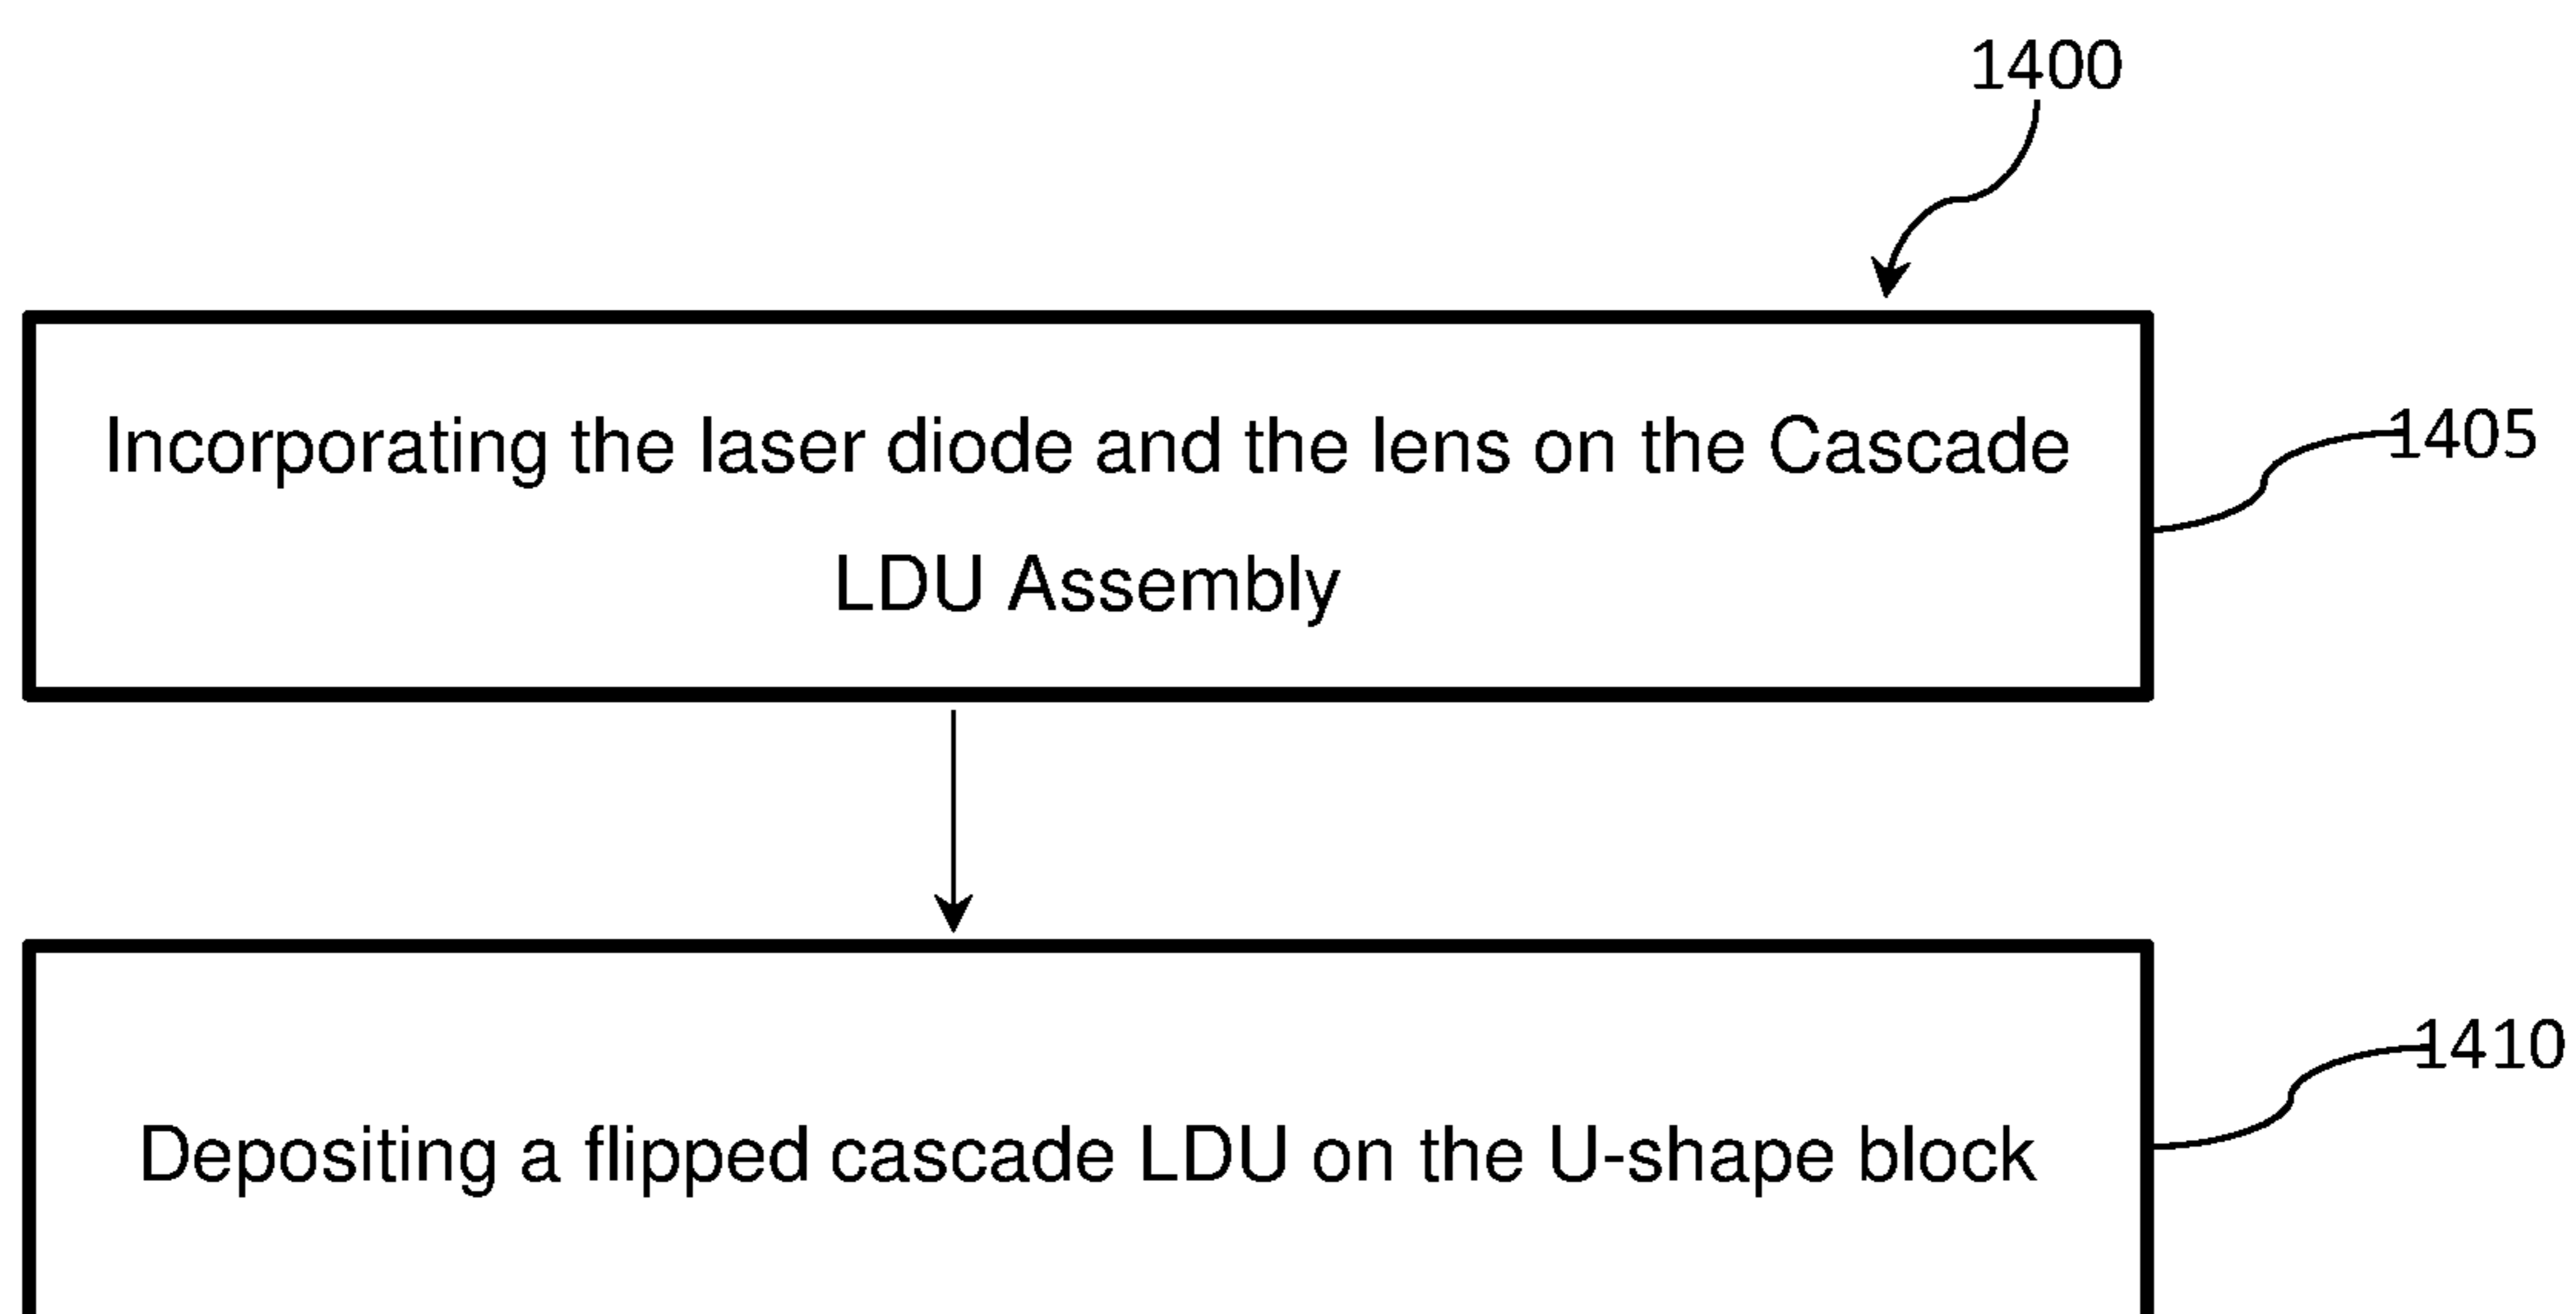 1400
Incorporating the laser diode and the lens on the Cascade
1405
LDU Assembly
1410
Depositing a flipped cascade LDU on the U-shape block